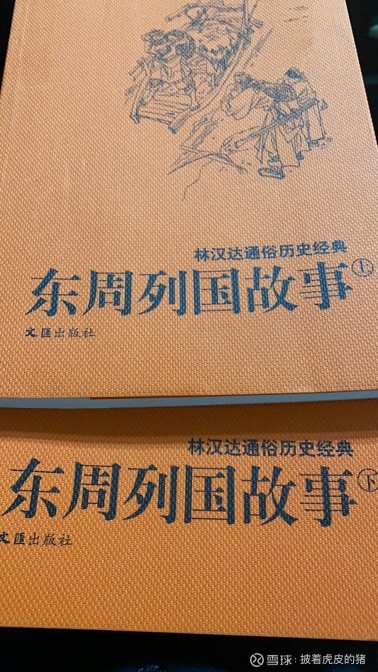 林汉达通俗历史经典
东周列国故事上
文匯出版社
林汉达通俗历史经典
东周列国故事下
文匯出版社
雪球:披着虎皮的猪